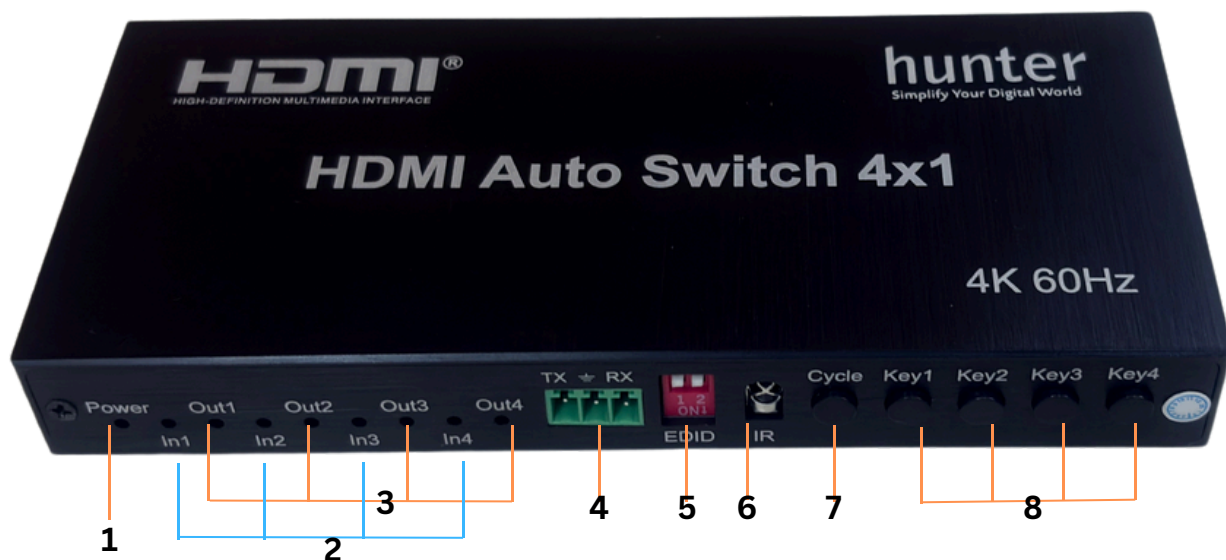 HDMI®
HIGH-DEFINITION MULTIMEDIA INTERFACE
hunter
Simplify Your Digital World
HDMI Auto Switch 4x1
4K 60Hz
TX RX
Cycle Key1 Key2 Key3 Key4
Power Out1 Out2 Out3 Out4
1 2
ON
In1 In2 In3 In4
EDID IR
1 2 3 4 5 6 7 8